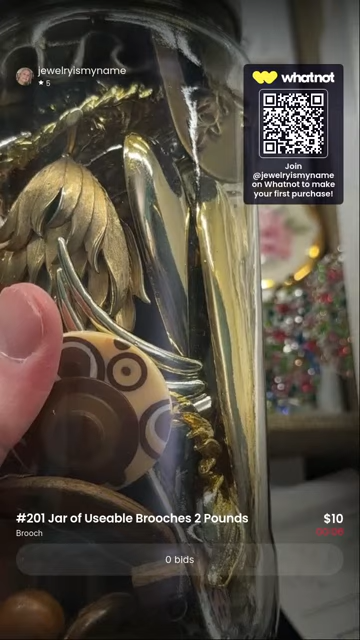 jewelryismyname
★ 5
whatnot
Join
@jewelryismyname
on Whatnot to make
your first purchase!
#201 Jar of Useable Brooches 2 Pounds
$10
Brooch
0 bids